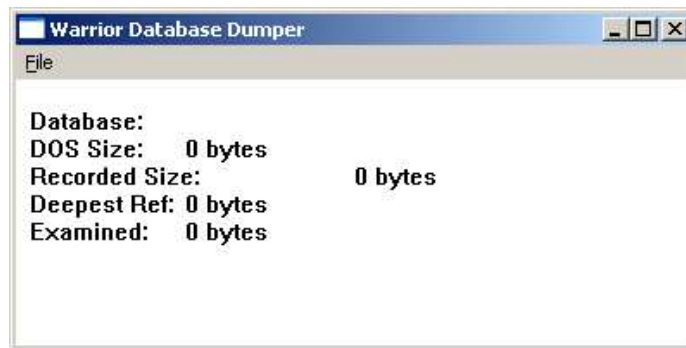 Warrior Database Dumper
File
Database:
DOS Size: 0 bytes
Recorded Size: 0 bytes
Deepest Ref: 0 bytes
Examined: 0 bytes